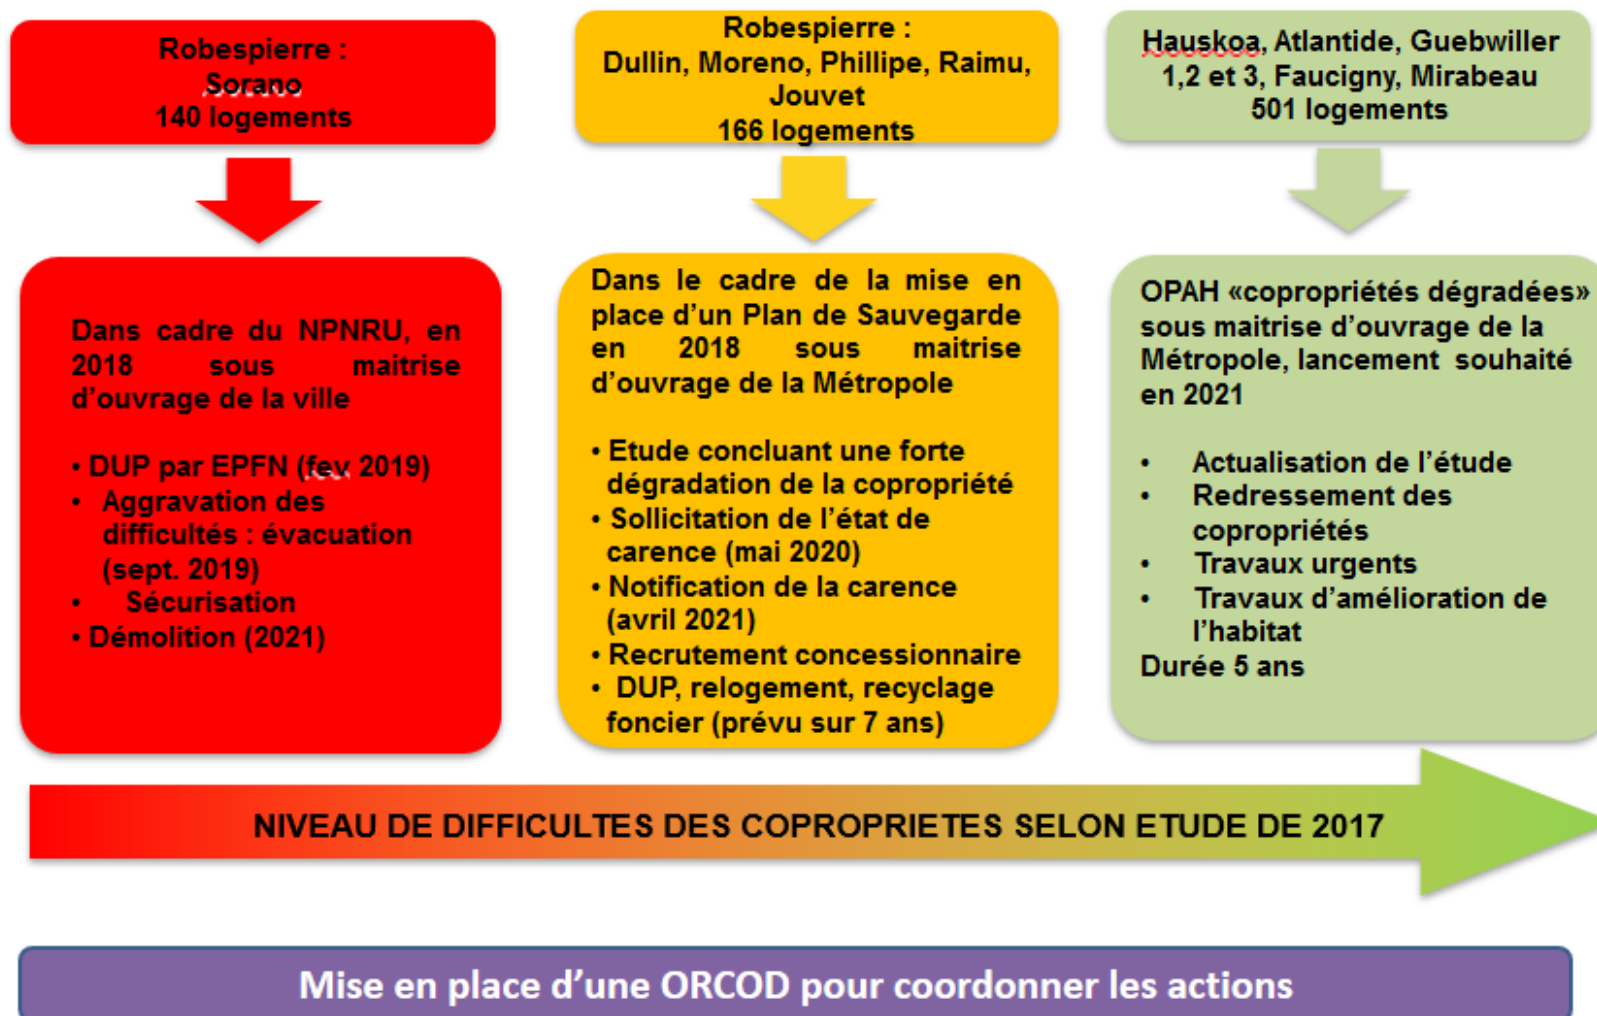 Robespierre :
Sorano
140 logements
Robespierre :
Dullin, Moreno, Phillipe, Raimu,
Jouvet
166 logements
Hauskoa, Atlantide, Guebwiller
1,2 et 3, Faucigny, Mirabeau
501 logements
Dans cadre du NPNRU, en
2018 sous maitrise
d’ouvrage de la ville
• DUP par EPFN (fev 2019)
• Aggravation des
difficultés : évacuation
(sept. 2019)
• Sécurisation
• Démolition (2021)
Dans le cadre de la mise en
place d’un Plan de Sauvegarde
en 2018 sous maitrise
d’ouvrage de la Métropole
• Etude concluant une forte
dégradation de la copropriété
• Sollicitation de l’état de
carence (mai 2020)
• Notification de la carence
(avril 2021)
• Recrutement concessionnaire
• DUP, relogement, recyclage
foncier (prévu sur 7 ans)
OPAH «copropriétés dégradées»
sous maitrise d’ouvrage de la
Métropole, lancement souhaité
en 2021
• Actualisation de l’étude
• Redressement des
copropriétés
• Travaux urgents
• Travaux d’amélioration de
l’habitat
Durée 5 ans
NIVEAU DE DIFFICULTES DES COPROPRIETES SELON ETUDE DE 2017
Mise en place d’une ORCOD pour coordonner les actions